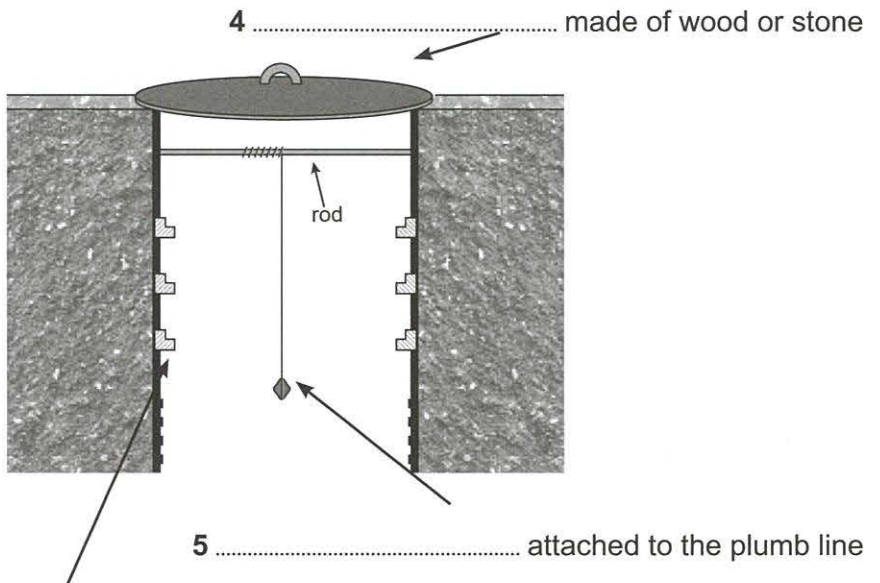 4 ........................................ made of wood or stone
rod
5 ..................................... attached to the plumb line